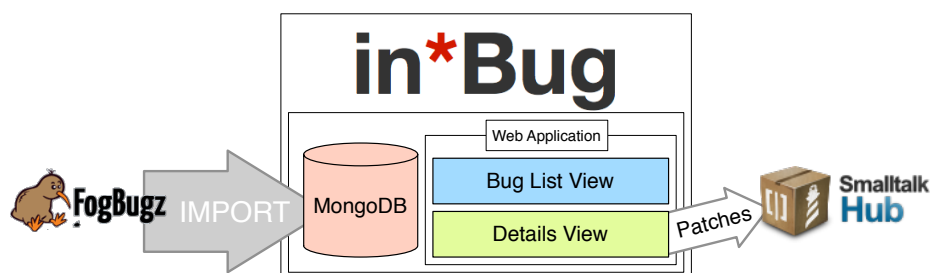 in*Bug
Web Application
Bug List View
Details View
MongoDB
FogBugz
IMPORT
Patches
Smalltalk
Hub